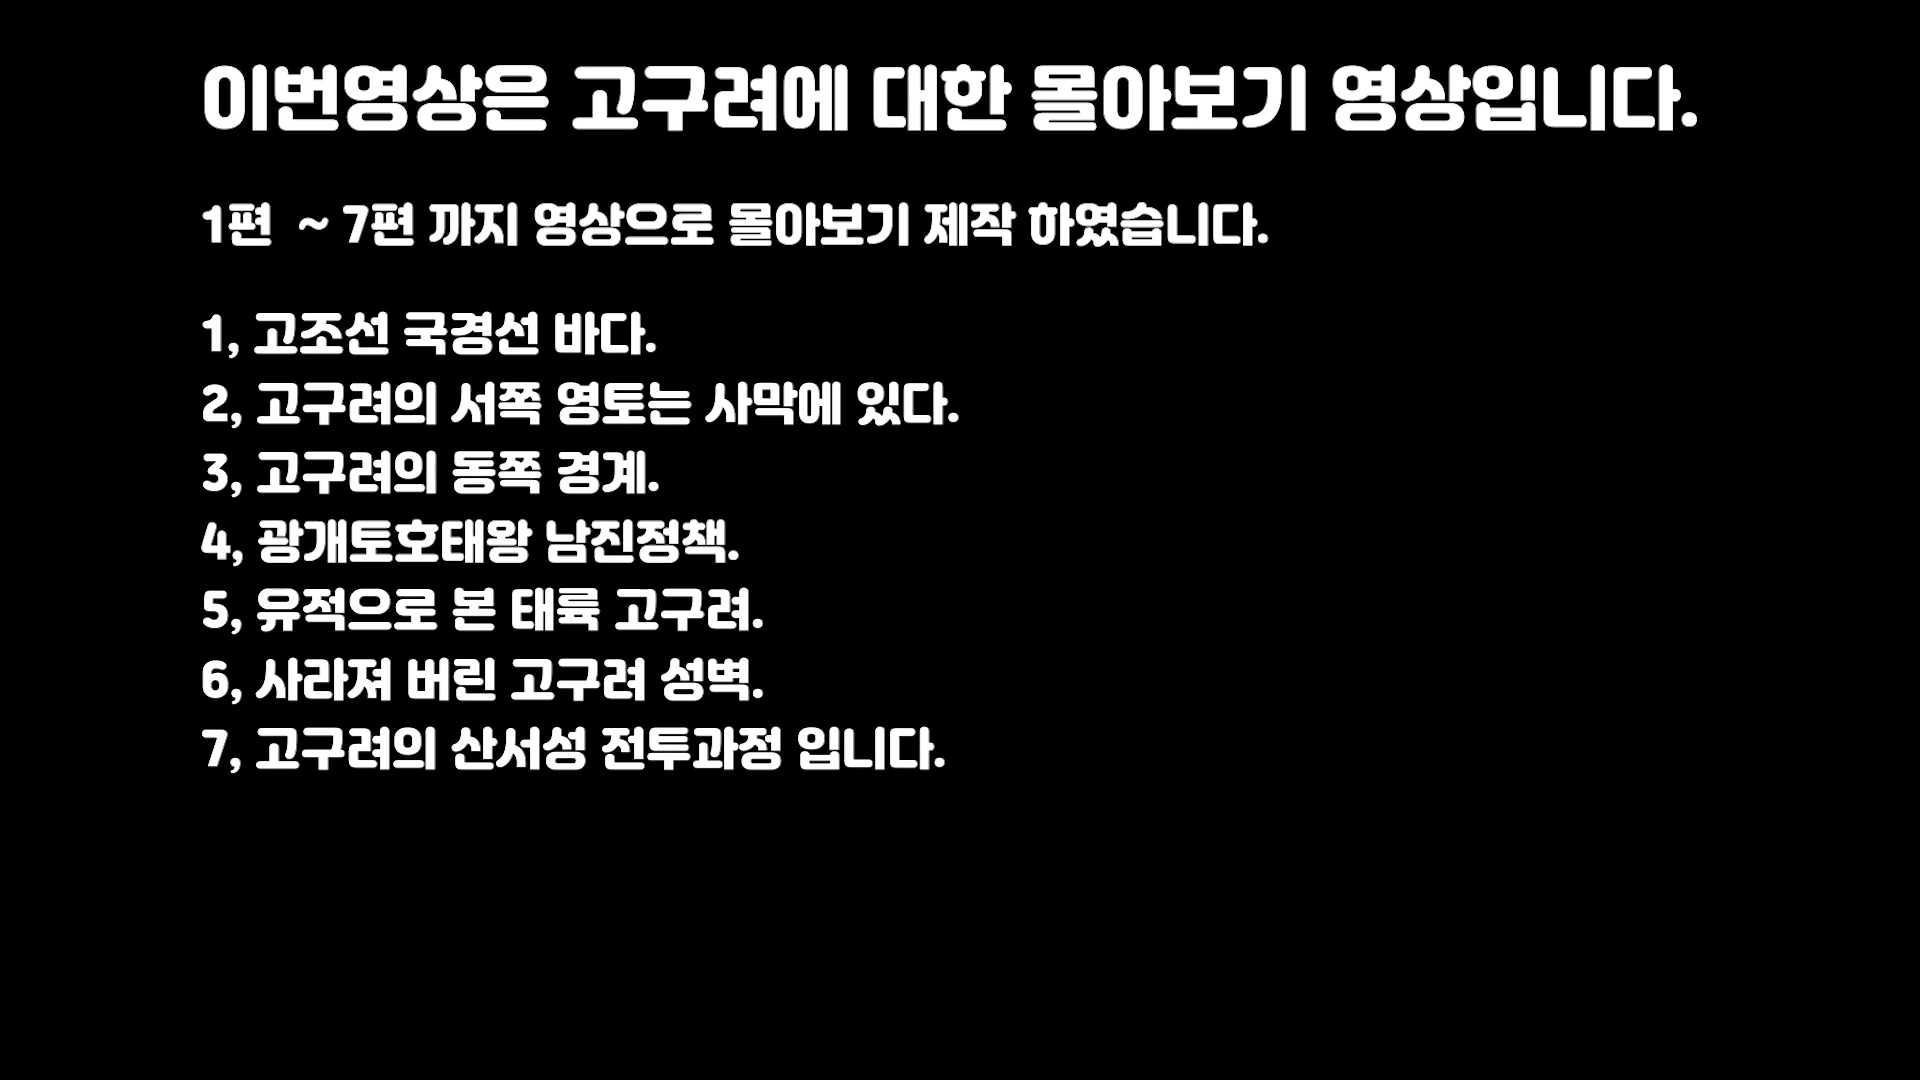 이번영상은 고구려에 대한 몰아보기 영상입니다.
1편 ~ 7편 까지 영상으로 몰아보기 제작 하였습니다.
1, 고조선 국경선 바다.
2, 고구려의 서쪽 영토는 사막에 있다.
3, 고구려의 동쪽 경계.
4, 광개토호태왕 남진정책.
5, 유적으로 본 태륙 고구려.
6, 사라져 버린 고구려 성벽.
7, 고구려의 산서성 전투과정 입니다.